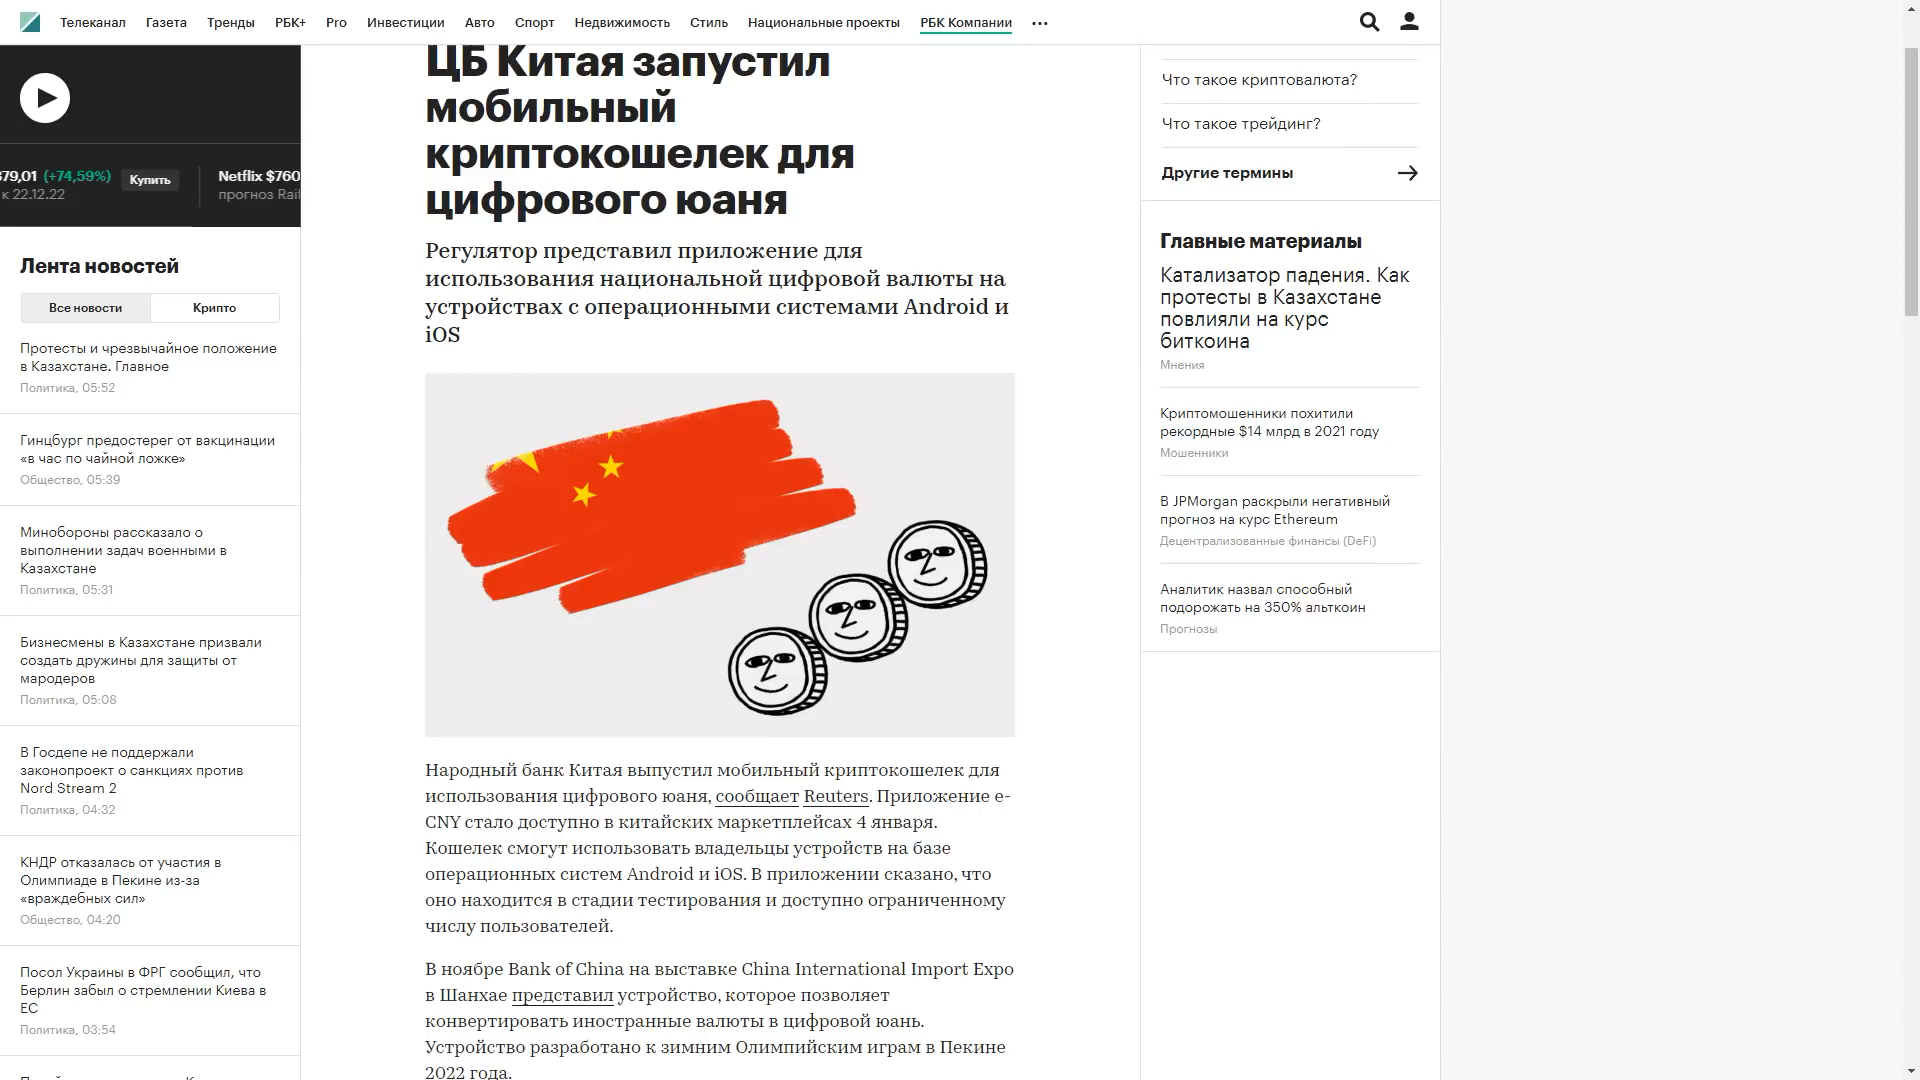 Телеканал Газета Тренды РБК+ Pro Инвестиции Авто Спорт Недвижимость Стиль Национальные проекты РБК Компании
379,01 (+74,59%) Купить
к 22.12.22
Netflix $760
прогноз Rai
Лента новостей
Все новости Крипто
Протесты и чрезвычайное положение
в Казахстане. Главное
Политика, 05:52
Гинцбург предостерег от вакцинации
«в час по чайной ложке»
Общество, 05:39
Минобороны рассказало о
выполнении задач военными в
Казахстане
Политика, 05:31
Бизнесмены в Казахстане призвали
создать дружины для защиты от
мародеров
Политика, 05:08
В Госдепе не поддержали
законопроект о санкциях против
Nord Stream 2
Политика, 04:32
КНДР отказалась от участия в
Олимпиаде в Пекине из-за
«враждебных сил»
Общество, 04:20
Посол Украины в ФРГ сообщил, что
Берлин забыл о стремлении Киева в
ЕС
Политика, 03:54
ЦБ Китая запустил
мобильный
криптокошелек для
цифрового юаня
Регулятор представил приложение для
использования национальной цифровой валюты на
устройствах с операционными системами Android и
iOS
Народный банк Китая выпустил мобильный криптокошелек для
использования цифрового юаня, сообщает Reuters. Приложение e-
CNY стало доступно в китайских маркетплейсах 4 января.
Кошелек смогут использовать владельцы устройств на базе
операционных систем Android и iOS. В приложении сказано, что
оно находится в стадии тестирования и доступно ограниченному
числу пользователей.
В ноябре Bank of China на выставке China International Import Expo
в Шанхае представил устройство, которое позволяет
конвертировать иностранные валюты в цифровой юань.
Устройство разработано к зимним Олимпийским играм в Пекине
2022 года.
Что такое криптовалюта?
Что такое трейдинг?
Другие термины
Главные материалы
Катализатор падения. Как
протесты в Казахстане
повлияли на курс
биткоина
Мнения
Криптомошенники похитили
рекордные $14 млрд в 2021 году
Мошенники
В JPMorgan раскрыли негативный
прогноз на курс Ethereum
Децентрализованные финансы (DeFi)
Аналитик назвал способный
подорожать на 350% альткоин
Прогнозы